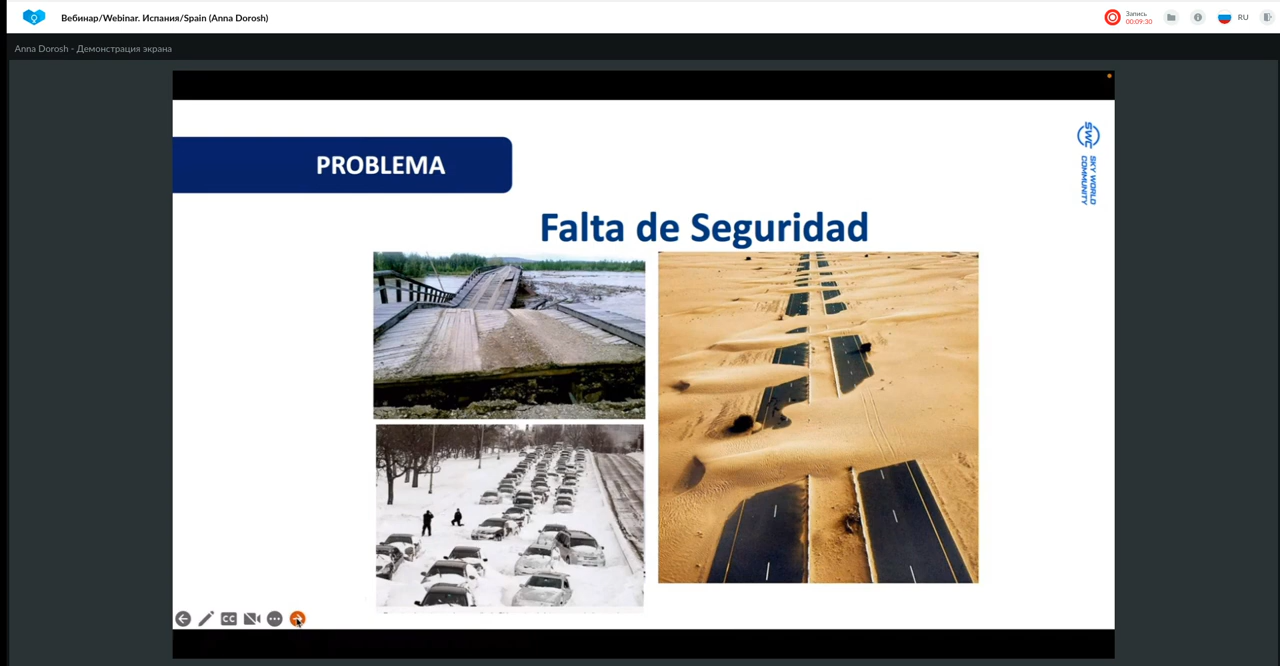 Вебинар/Webinar. Испания/Spain (Anna Dorosh)
Запись
00:09:30
RU
Anna Dorosh - Демонстрация экрана
PROBLEMA
SWC
SKY WORLD
COMMUNITY
Falta de Seguridad
CC